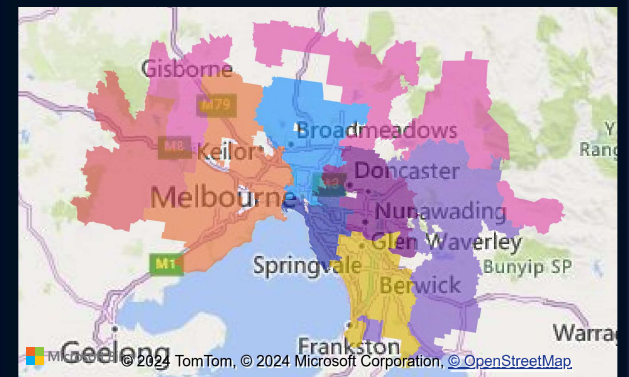 Gisborne
M79
Broadmeadows
M8
Keilor
Doncaster
Melbourne
Nunawading
Glen Waverley
M1
Springvale
Bunyip SP
Berwick
Frankston
Geelong
© 2024 TomTom, © 2024 Microsoft Corporation, © OpenStreetMap